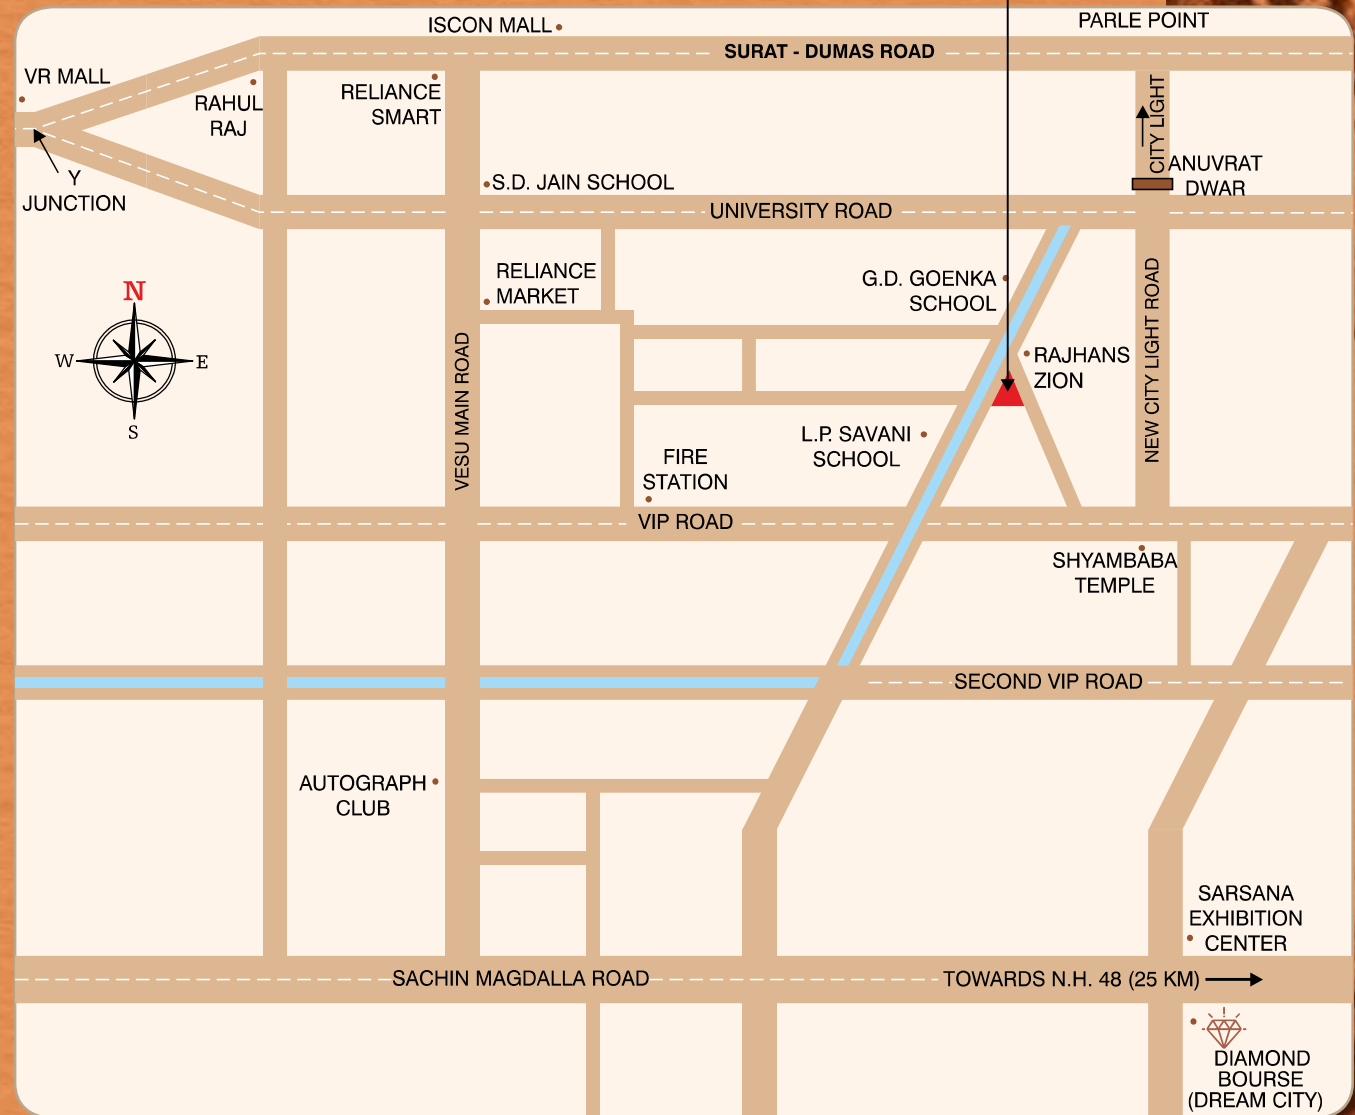 ISCON MALL
PARLE POINT
SURAT - DUMAS ROAD
VR MALL
RAHUL
RAJ
RELIANCE
SMART
CITY LIGHT
ANUVRAT
DWAR
Y
JUNCTION
S.D. JAIN SCHOOL
UNIVERSITY ROAD
RELIANCE
MARKET
G.D. GOENKA
SCHOOL
N
W
E
S
VESU MAIN ROAD
RAJHANS
ZION
NEW CITY LIGHT ROAD
L.P. SAVANI
SCHOOL
FIRE
STATION
VIP ROAD
SHYAMBABA
TEMPLE
SECOND VIP ROAD
AUTOGRAPH
CLUB
SARSANA
EXHIBITION
CENTER
SACHIN MAGDALLA ROAD
TOWARDS N.H. 48 (25 KM)
DIAMOND
BOURSE
(DREAM CITY)